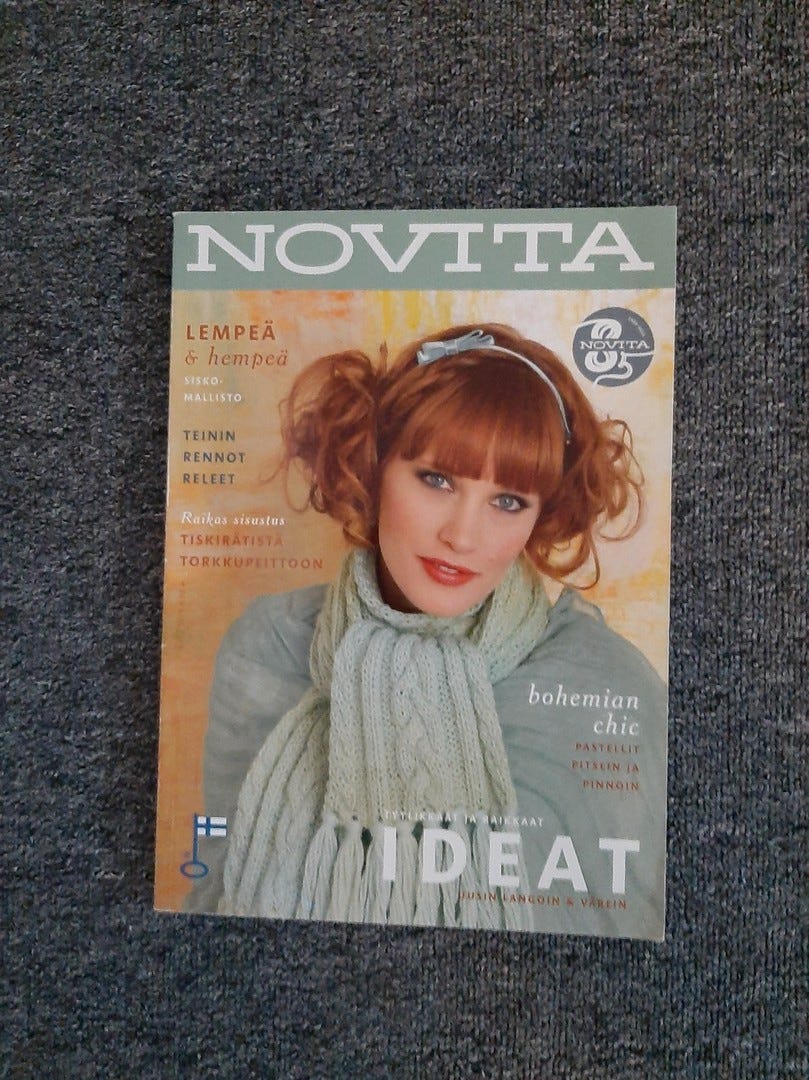 NOVITA
LEMPEÄ
& hempeä
SISKO-
MALLISTO
TEININ
RENNOT
RELEET
Raikas sisustus
TISKIRÄTISTÄ
TORKKUPEITTOON
85
NOVITA
bohemian
chic
PASTELLIT
PITSEIN JA
PINNOIN
TYYLIKKÄÄT JA RAIKKAAT
IDEAT
UUSIN LANGOIN & VÄREIN